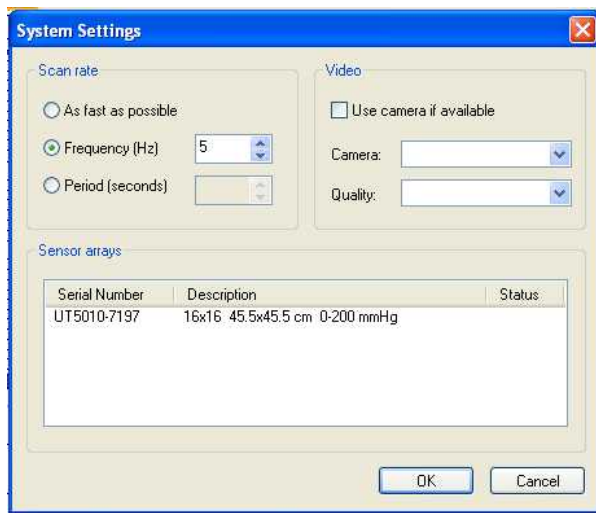 System Settings
Scan rate
As fast as possible
Frequency (Hz) 5
Period (seconds)
Video
Use camera if available
Camera:
Quality:
Sensor arrays
Serial Number Description Status
UT5010-7197 16x16 45.5x45.5 cm 0-200 mmHg
OK Cancel